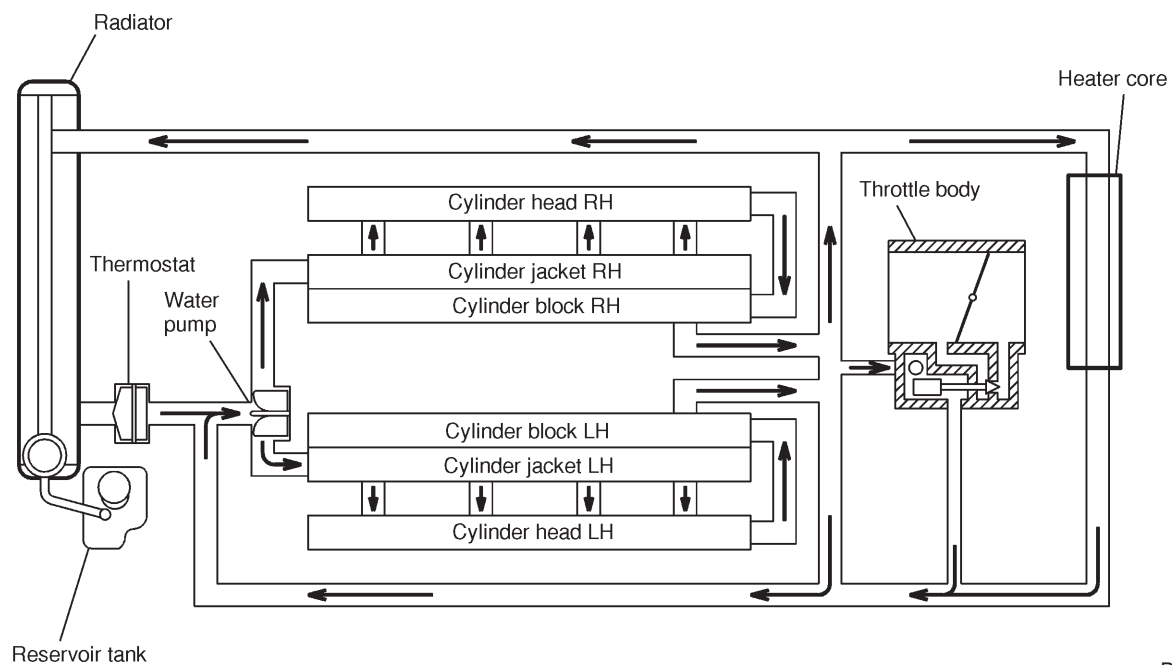 Radiator
Heater core
Throttle body
Cylinder head RH
Thermostat
Cylinder jacket RH
Water
pump
Cylinder block RH
Cylinder block LH
Cylinder jacket LH
Cylinder head LH
Reservoir tank